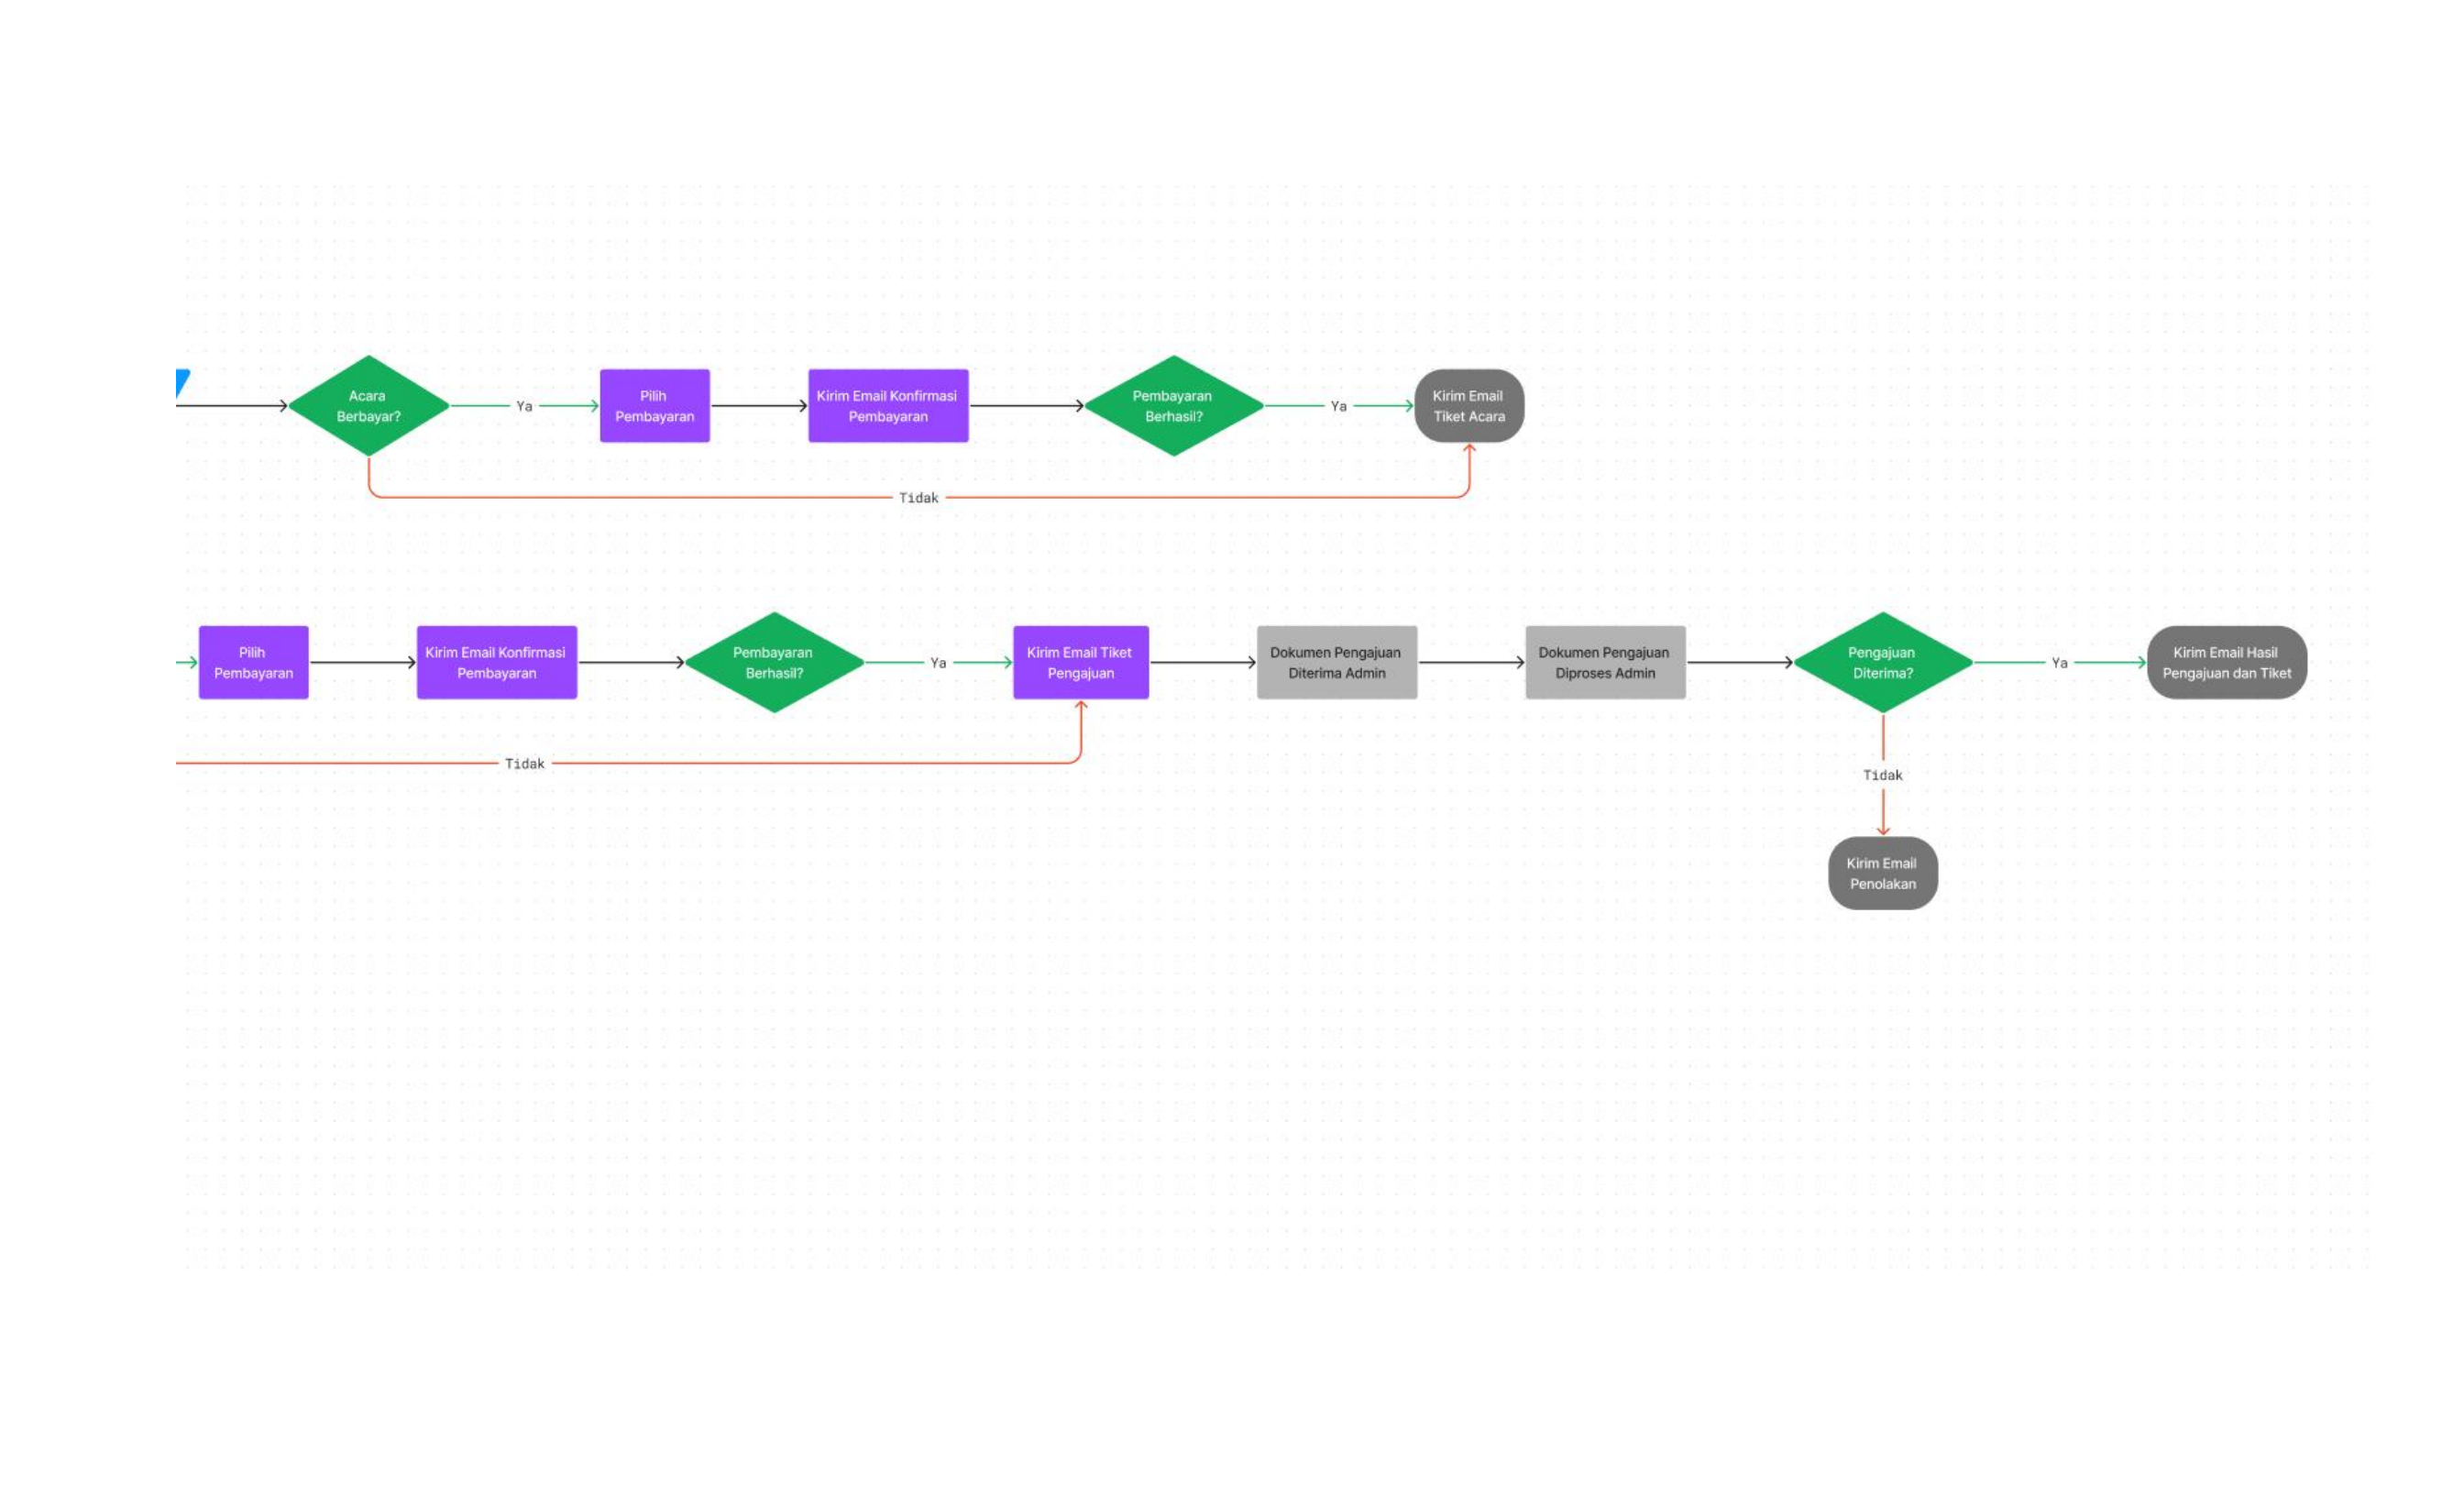 Acara
Berbayar?
Ya
Pilih
Pembayaran
Kirim Email Konfirmasi
Pembayaran
Pembayaran
Berhasil?
Ya
Kirim Email
Tiket Acara
Tidak
Pilih
Pembayaran
Kirim Email Konfirmasi
Pembayaran
Pembayaran
Berhasil?
Ya
Kirim Email Tiket
Pengajuan
Dokumen Pengajuan
Diterima Admin
Dokumen Pengajuan
Diproses Admin
Pengajuan
Diterima?
Ya
Kirim Email Hasil
Pengajuan dan Tiket
Tidak
Tidak
Kirim Email
Penolakan